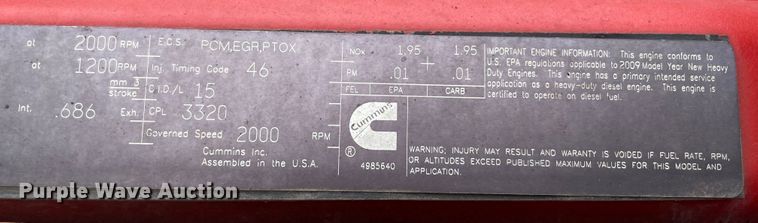 at 2000 RPM E.C.S. PCM,EGR,PTOX
at 1200 RPM Inj. Timing Code 46
mm 3
stroke C.I.D./L 15
Int. .686 Exh. CPL 3320
Governed Speed 2000 RPM
Cummins Inc.
Assembled in the U.S.A.
NOx 1.95 1.95
PM .01 .01
FEL EPA CARB
Cummins
®
4985640
IMPORTANT ENGINE INFORMATION: This engine conforms to
U.S. EPA regulations applicable to 2009 Model Year New Heavy
Duty Engines. This engine has a primary intended service
application as a heavy-duty diesel engine. This engine is
certified to operate on diesel fuel.
WARNING; INJURY MAY RESULT AND WARANTY IS VOIDED IF FUEL RATE, RPM,
OR ALTITUDES EXCEED PUBLISHED MAXIMUM VALUES FOR THIS MODEL AND
APPLICATION.
Purple Wave Auction